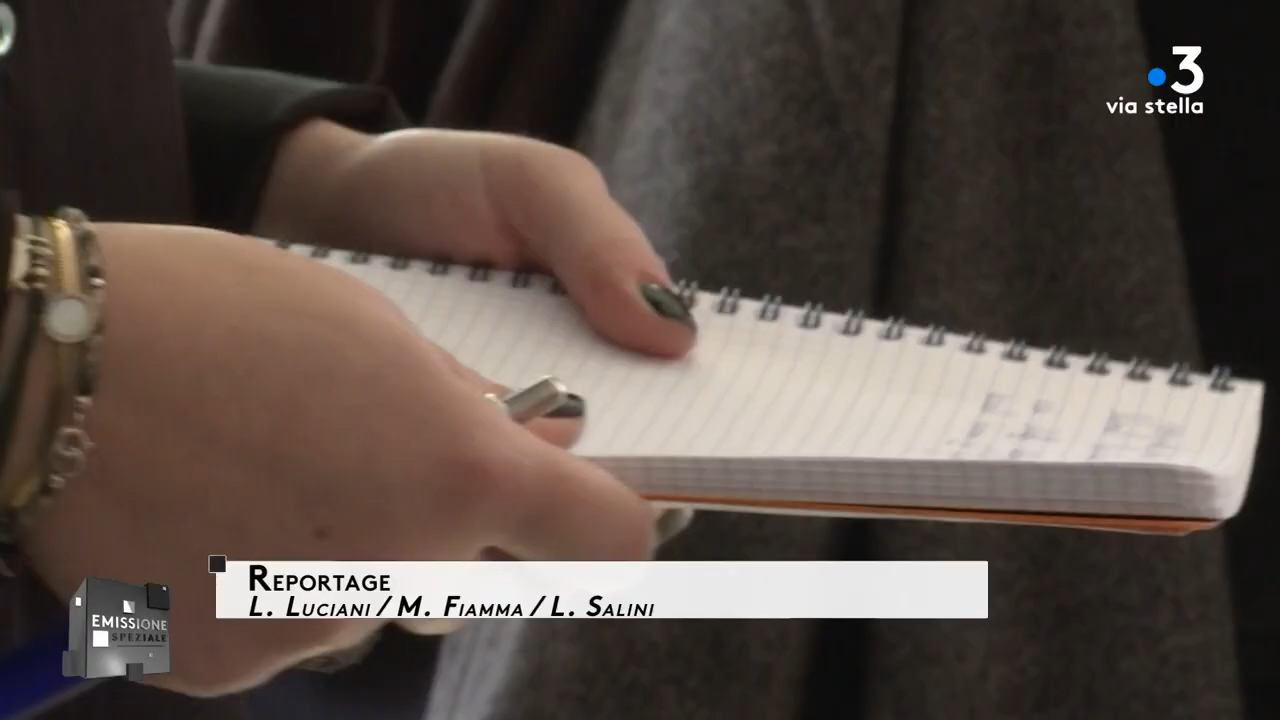 3
via stella
Reportage
L. Luciani / M. Fiamma / L. Salini
EMISSIONE
SPEZIALE